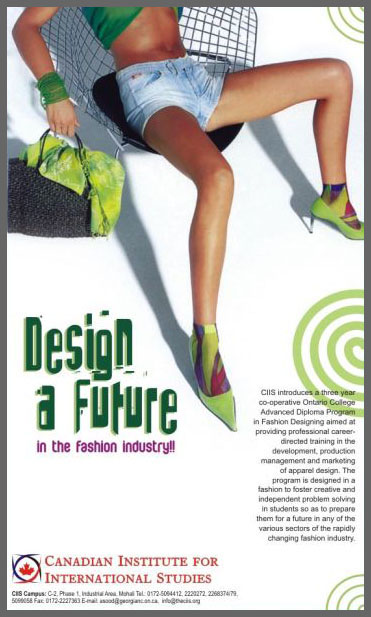 Design
a Future
in the fashion industry!!
CIIS introduces a three year
co-operative Ontario College
Advanced Diploma Program
in Fashion Designing aimed at
providing professional career-
directed training in the
development, production
management and marketing
of apparel design. The
program is designed in a
fashion to foster creative and
independent problem solving
in students so as to prepare
them for a future in any of the
various sectors of the rapidly
changing fashion industry.
CANADIAN INSTITUTE FOR
INTERNATIONAL STUDIES
CIIS Campus: C-2, Phase 1, Industrial Area, Mohali Tel.: 0172-5094412, 2270272, 2268374/79,
5099058 Fax: 0172-2227363 E-mail: asood@georgianc.on.ca, info@theciis.org